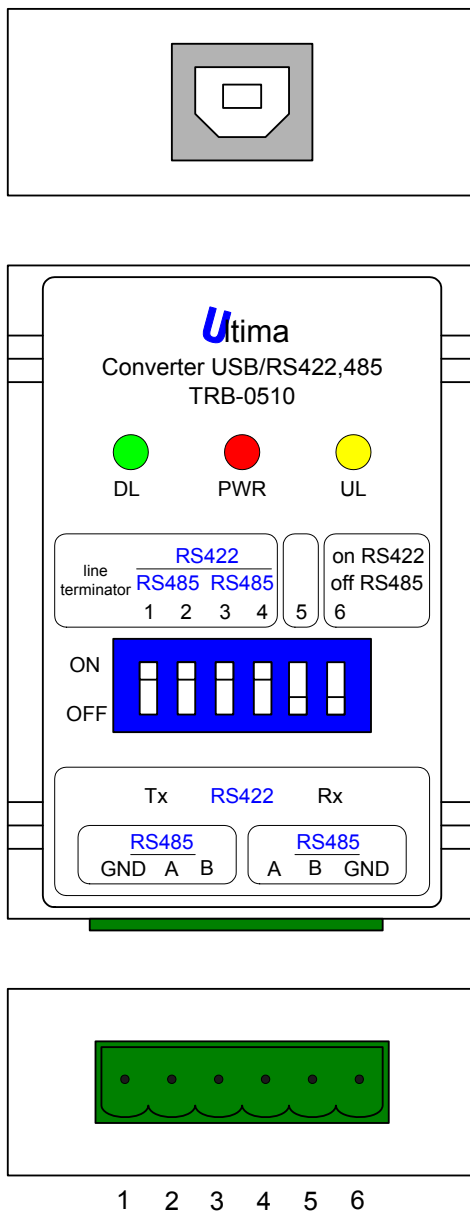 Ultima
Converter USB/RS422,485
TRB-0510
DL PWR UL
line terminator
RS422
RS485 RS485
1 2 3 4
5
on RS422
off RS485
6
ON
OFF
Tx RS422 Rx
RS485 RS485
GND A B A B GND
1 2 3 4 5 6